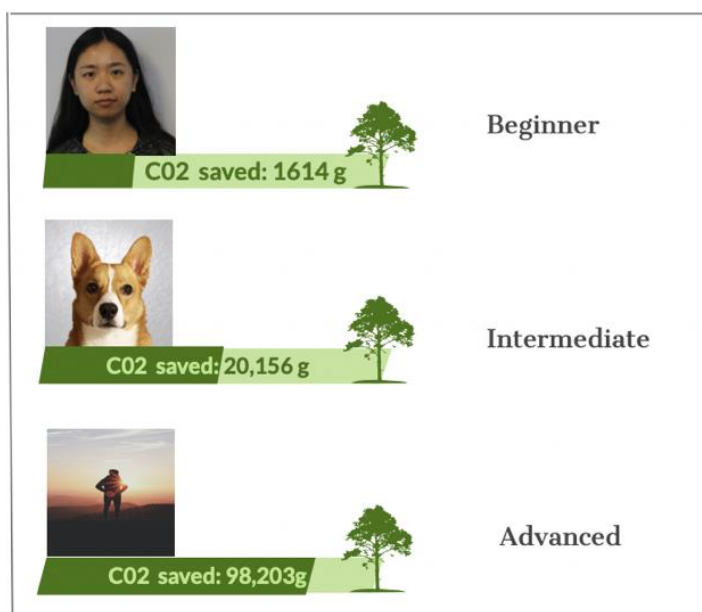 Beginner
C02 saved: 1614 g
Intermediate
C02 saved: 20,156 g
Advanced
C02 saved: 98,203g